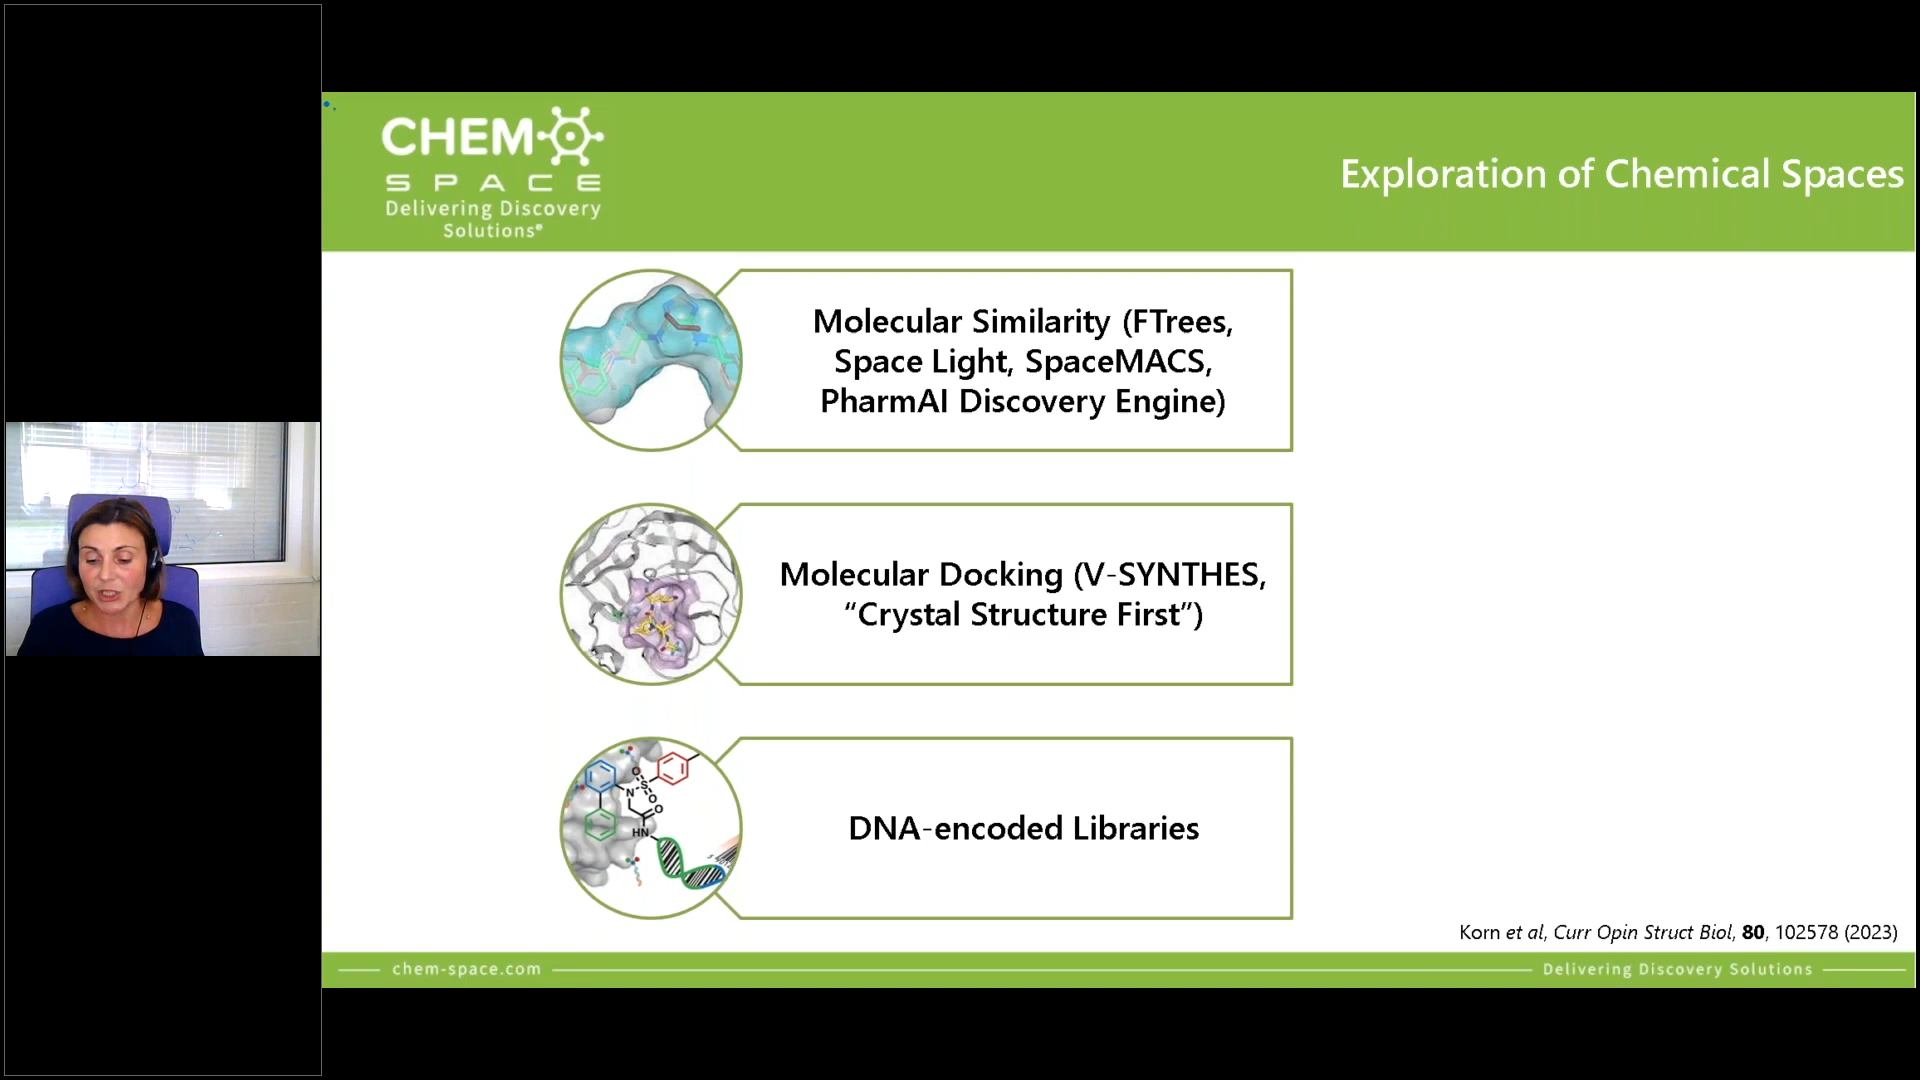 CHEM
SPACE
Delivering Discovery
Solutions®
Exploration of Chemical Spaces
Molecular Similarity (FTrees,
Space Light, SpaceMACS,
PharmAI Discovery Engine)
Molecular Docking (V-SYNTHES,
“Crystal Structure First”)
O
S
N
O
O
HN
DNA-encoded Libraries
Korn et al, Curr Opin Struct Biol, 80, 102578 (2023)
chem-space.com
Delivering Discovery Solutions